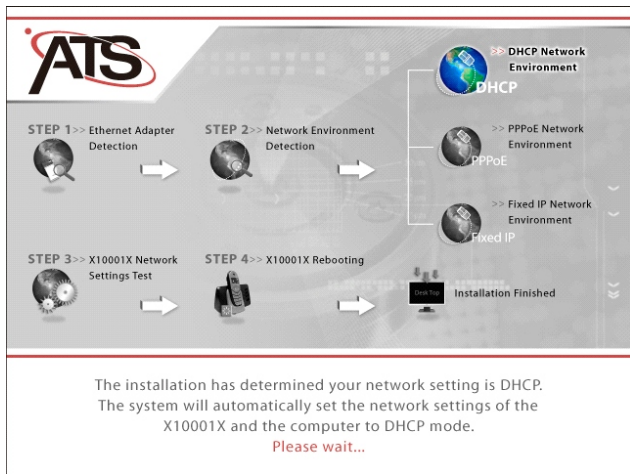 ATS
>> DHCP Network
Environment
DHCP
STEP 1>> Ethernet Adapter
Detection
STEP 2>> Network Environment
Detection
>> PPPoE Network
Environment
PPPoE
>> Fixed IP Network
Environment
Fixed IP
STEP 3>> X10001X Network
Settings Test
STEP 4>> X10001X Rebooting
Desk Top
Installation Finished
The installation has determined your network setting is DHCP.
The system will automatically set the network settings of the
X10001X and the computer to DHCP mode.
Please wait...